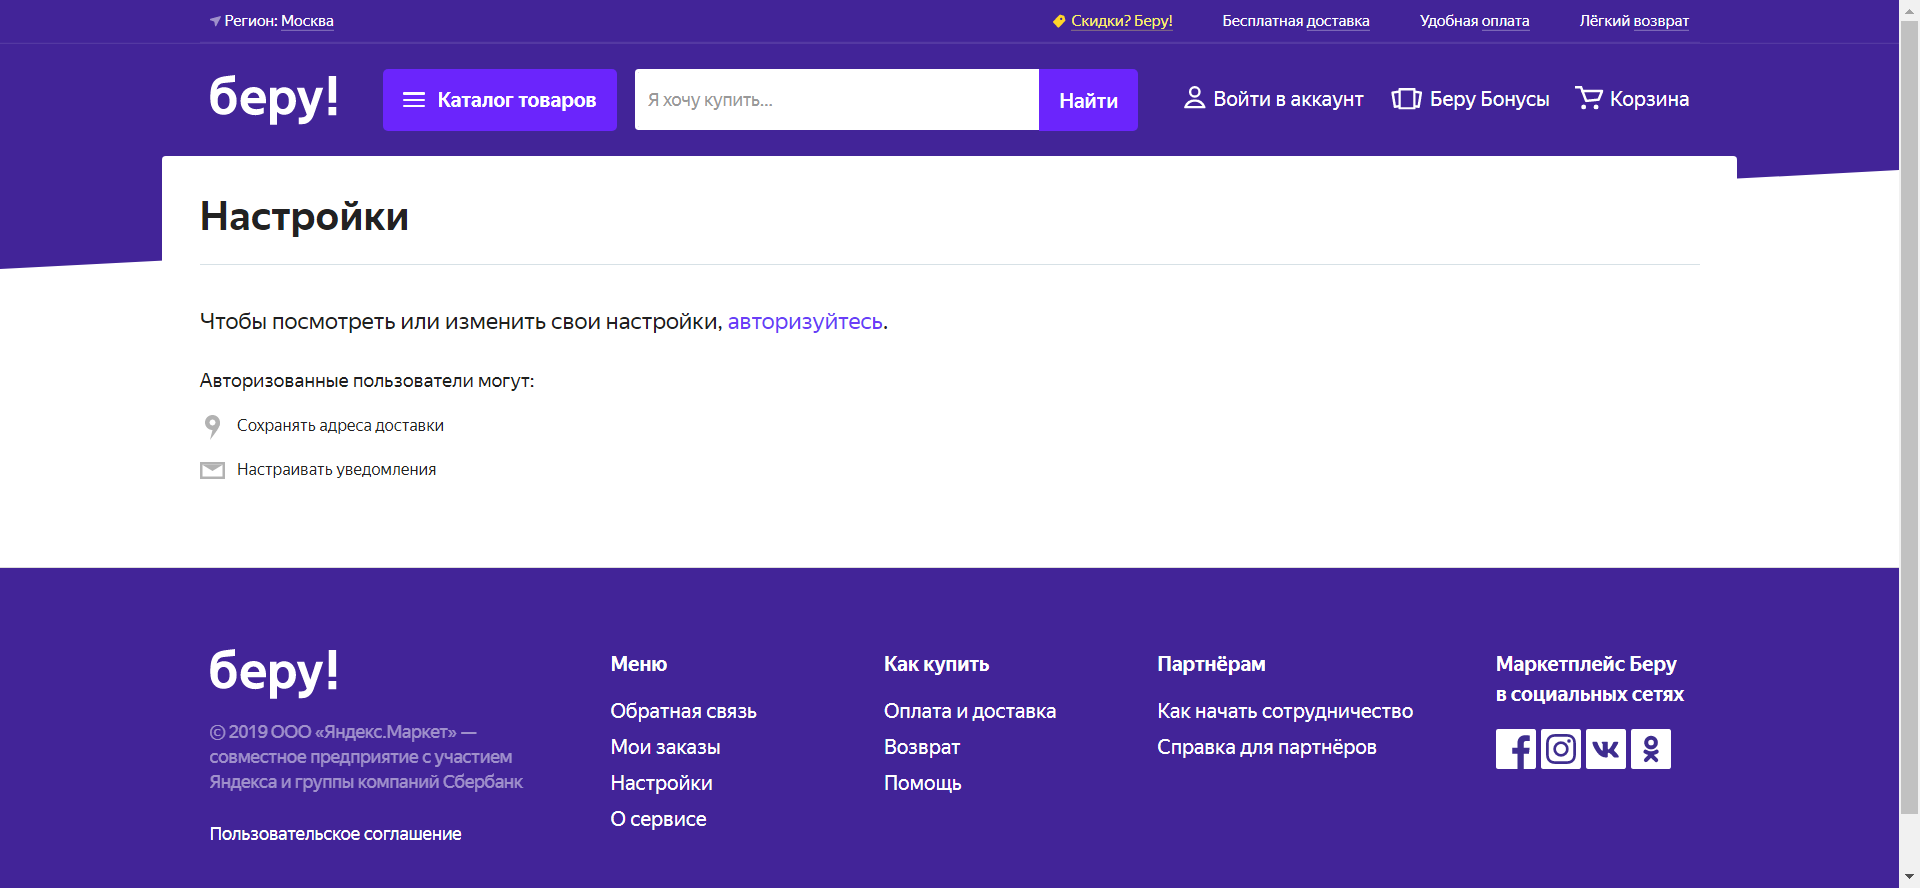 Регион: Москва
Скидки? Беру!
Бесплатная доставка
Удобная оплата
Лёгкий возврат
беру!
Каталог товаров
Я хочу купить...
Найти
Войти в аккаунт
Беру Бонусы
Корзина
Настройки
Чтобы посмотреть или изменить свои настройки, авторизуйтесь.
Авторизованные пользователи могут:
Сохранять адреса доставки
Настраивать уведомления
беру!
© 2019 ООО «Яндекс.Маркет» —
совместное предприятие с участием
Яндекса и группы компаний Сбербанк
Пользовательское соглашение
Меню
Обратная связь
Мои заказы
Настройки
О сервисе
Как купить
Оплата и доставка
Возврат
Помощь
Партнёрам
Как начать сотрудничество
Справка для партнёров
Маркетплейс Беру
в социальных сетях